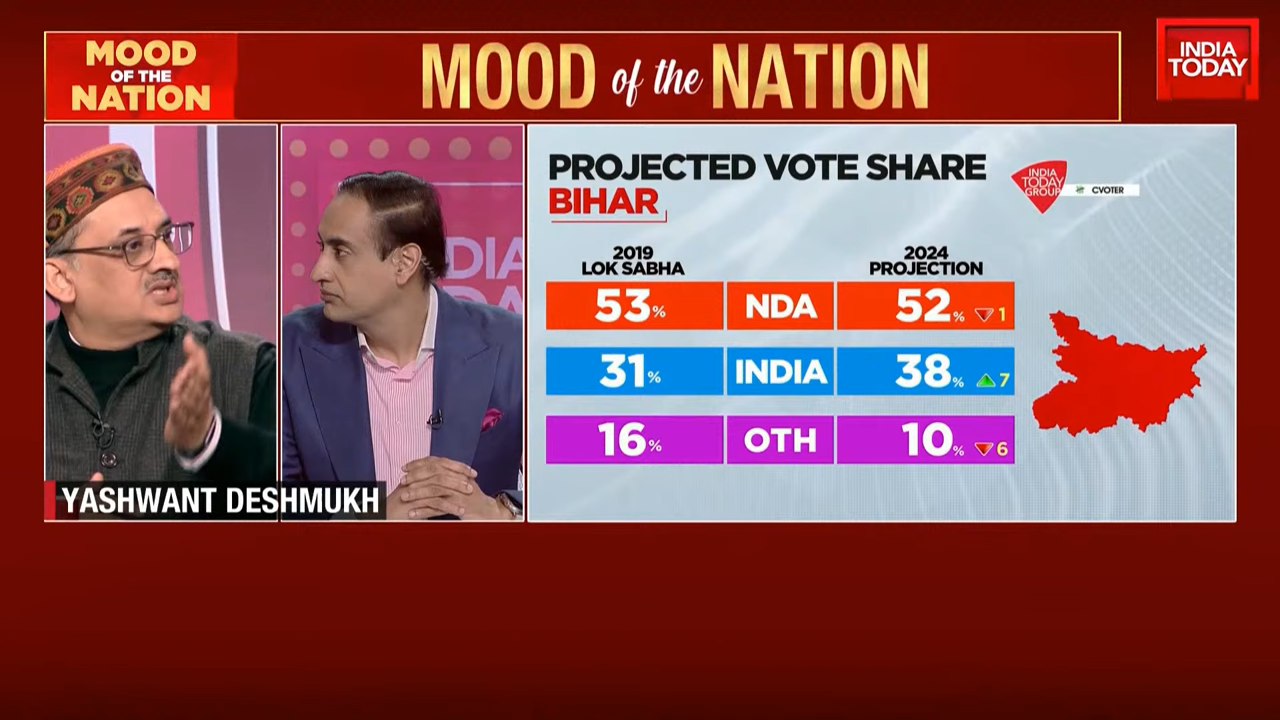 MOOD
OF THE
NATION
MOOD of the NATION
INDIA
TODAY
PROJECTED VOTE SHARE
BIHAR
INDIA
TODAY
GROUP
CVOTER
2019
LOK SABHA
2024
PROJECTION
53% NDA 52% 1
31% INDIA 38% 7
16% OTH 10% 6
YASHWANT DESHMUKH